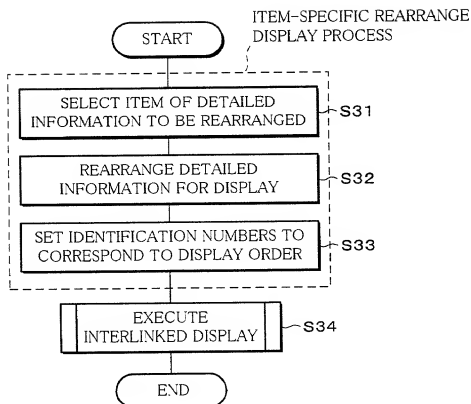 ITEM-SPECIFIC REARRANGE
DISPLAY PROCESS
START
SELECT ITEM OF DETAILED
INFORMATION TO BE REARRANGED
S31
REARRANGE DETAILED
INFORMATION FOR DISPLAY
S32
SET IDENTIFICATION NUMBERS TO
CORRESPOND TO DISPLAY ORDER
S33
EXECUTE
INTERLINKED DISPLAY
S34
END